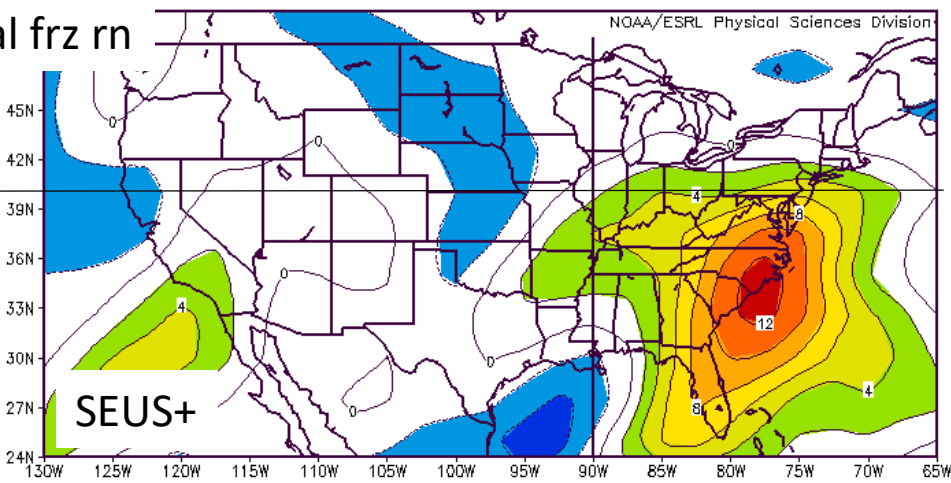 al frz rn
NOAA/ESRL Physical Sciences Division
45N
42N
39N
36N
33N
30N
27N
24N
0
0
0
0
0
0
4
4
4
8
8
12
SEUS+
130W 125W 120W 115W 110W 105W 100W 95W 90W 85W 80W 75W 70W 65W